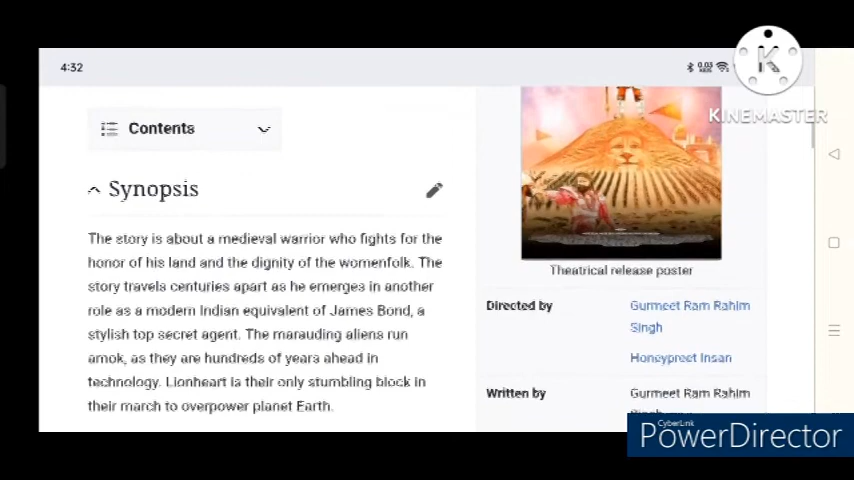 4:32
0.03
KINEMASTER
Contents
Synopsis
The story is about a medieval warrior who fights for the
honor of his land and the dignity of the womenfolk. The
story travels centuries apart as he emerges in another
role as a modern Indian equivalent of James Bond, a
stylish top secret agent. The marauding aliens run
amok, as they are hundreds of years ahead in
technology. Lionheart is their only stumbling block in
their march to overpower planet Earth.
Theatrical release poster
Directed by
Gurmeet Ram Rahim
Singh
Honeypreet Insan
Written by
Gurmeet Ram Rahim
CyberLink
PowerDirector